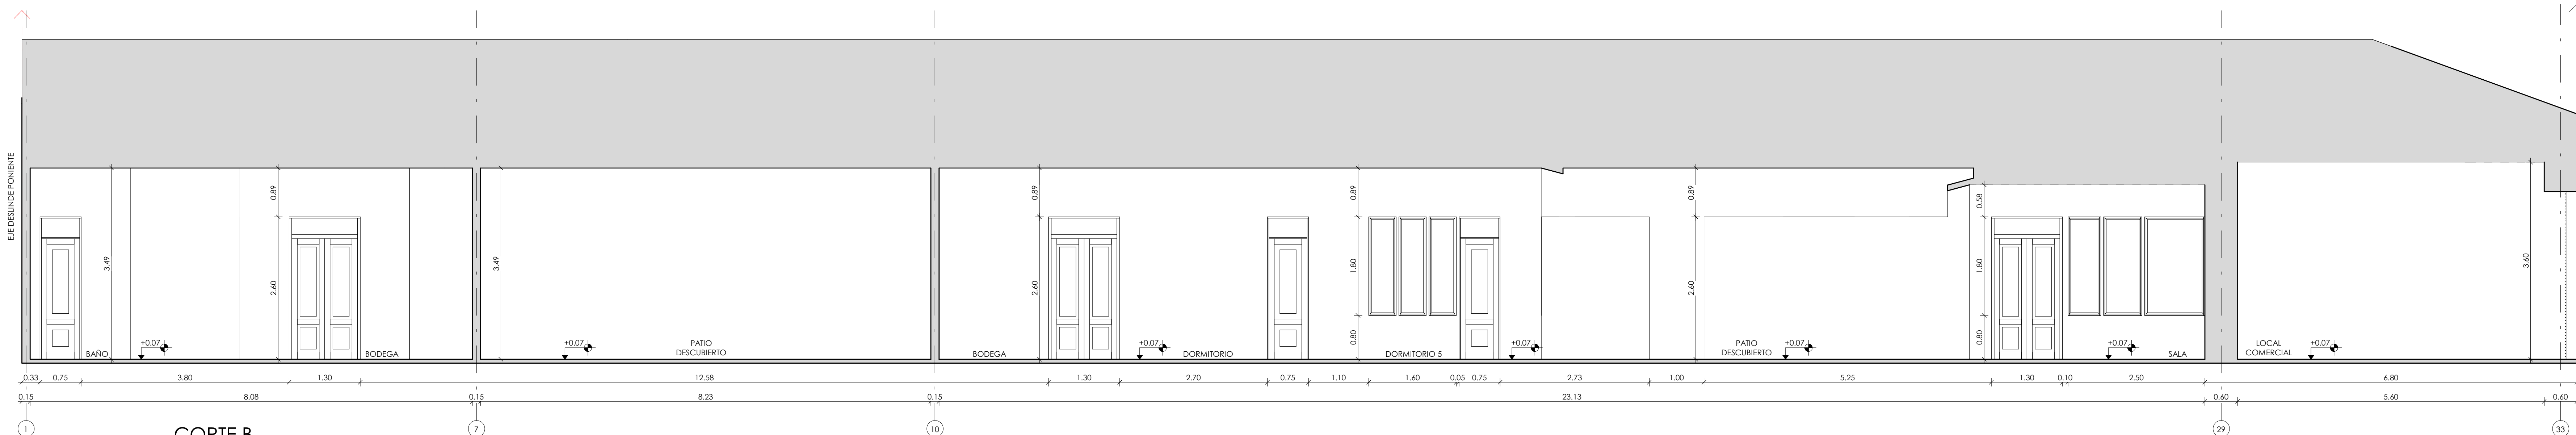 EJE DESLINDE PONIENTE
3.49
0.89
2.60
3.49
0.89
2.60
0.89
1.80
0.80
0.89
2.60
0.58
1.80
0.80
3.60
BAÑO
+0.07
BODEGA
+0.07
PATIO
DESCUBIERTO
BODEGA
+0.07
DORMITORIO
DORMITORIO 5
+0.07
PATIO
DESCUBIERTO
+0.07
+0.07
SALA
LOCAL
COMERCIAL
+0.07
0.33 0.75 3.80 1.30 12.58 1.30 2.70 0.75 1.10 1.60 0.05 0.75 2.73 1.00 5.25 1.30 0.10 2.50 6.80
0.15 8.08 0.15 8.23 0.15 23.13 0.60 5.60 0.60
1 7 10 29 33
CORTE B